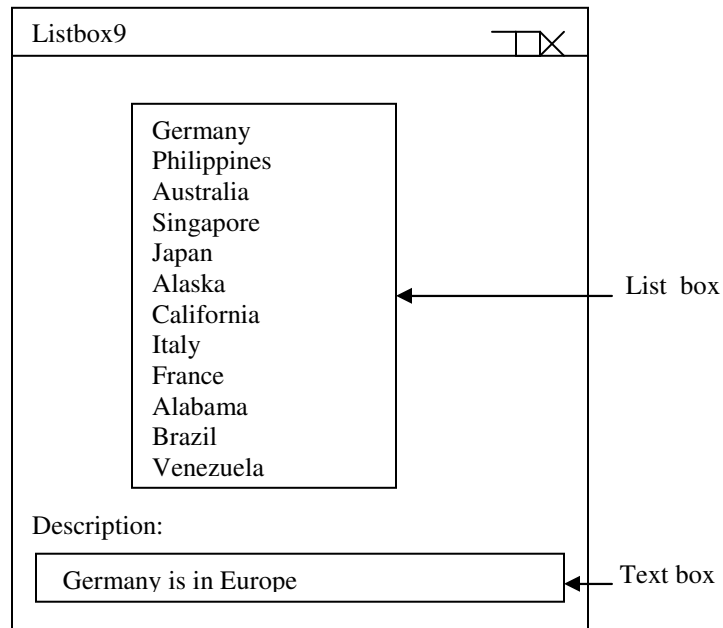 Listbox9
Germany
Philippines
Australia
Singapore
Japan
Alaska
California
Italy
France
Alabama
Brazil
Venezuela
List box
Description:
Germany is in Europe
Text box